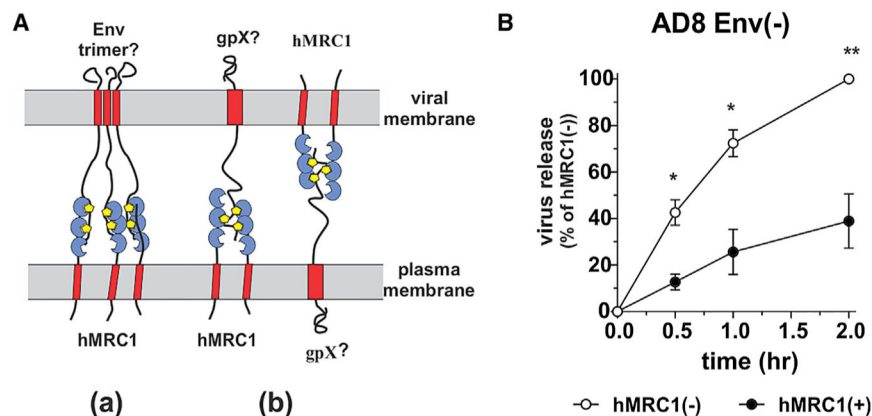 A
Env
trimer?
gpX?
hMRC1
viral
membrane
plasma
membrane
hMRC1
hMRC1
gpX?
(a)
(b)
B
AD8 Env(-)
virus release
(% of hMRC1(-))
100
80
60
40
20
0
*
*
**
0.0
0.5
1.0
1.5
2.0
time (hr)
hMRC1(-)
hMRC1(+)